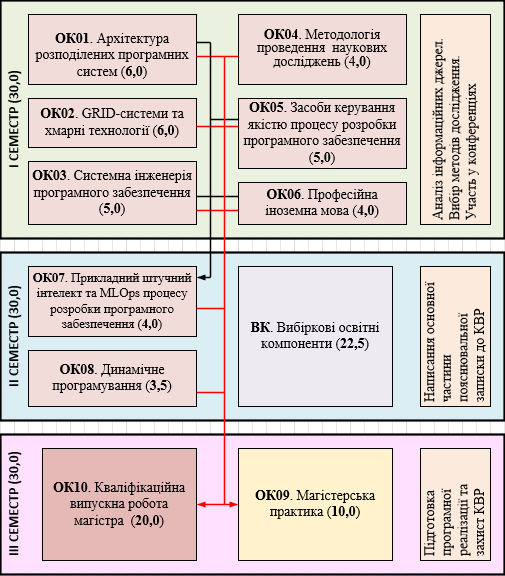 І СЕМЕСТР (30,0)
ОК01. Архітектура
розподілених програмних
систем (6,0)
ОК04. Методологія
проведення наукових
досліджень (4,0)
ОК02. GRID-системи та
хмарні технології (6,0)
ОК05. Засоби керування
якістю процесу розробки
програмного забезпечення
(5,0)
ОК03. Системна інженерія
програмного забезпечення
(5,0)
ОК06. Професійна
іноземна мова (4,0)
Аналіз інформаційних джерел.
Вибір методів дослідження.
Участь у конференціях
ІІ СЕМЕСТР (30,0)
ОК07. Прикладний штучний
інтелект та MLOps процесу
розробки програмного
забезпечення (4,0)
ОК08. Динамічне
програмування (3,5)
ВК. Вибіркові освітні
компоненти (22,5)
Написання основної
частини
пояснювальної
записки до КВР
ІІІ СЕМЕСТР (30,0)
ОК10. Кваліфікаційна
випускна робота
магістра (20,0)
ОК09. Магістерська
практика (10,0)
Підготовка
програмної
реалізації та
захист КВР